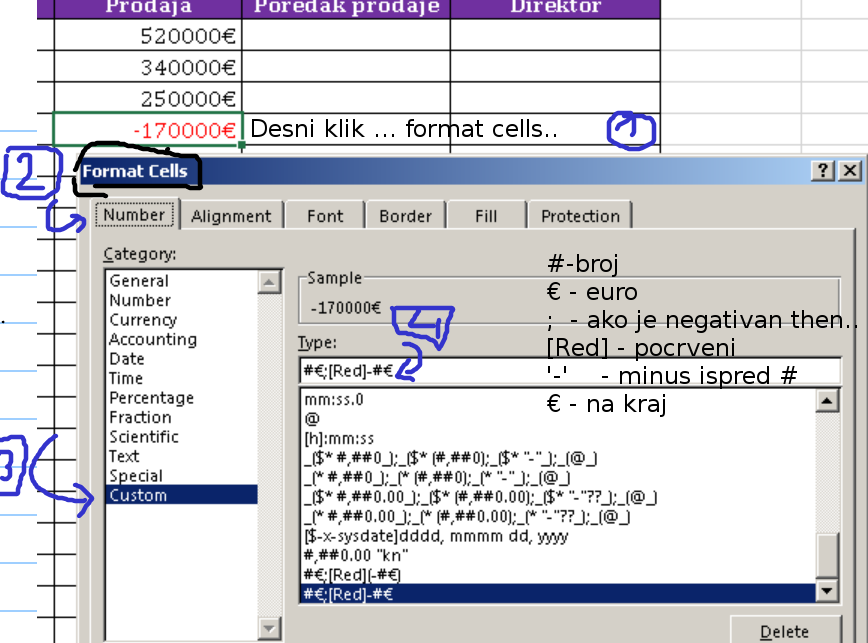 Prodaja Poredak prodaje Direktor
520000€
340000€
250000€
-170000€ Desni klik ... format cells.. 1
2 Format Cells ? X
Number Alignment Font Border Fill Protection
Category:
General
Number
Currency
Accounting
Date
Time
Percentage
Fraction
Scientific
Text
Special
Custom
3
Sample
-170000€
4
Type:
#€;[Red]-#€
mm:ss.0
@
[h]:mm:ss
_($* #,##0_);_($* (#,##0);_($* "-"_);_(@_)
_(* #,##0_);_(* (#,##0);_(* "-"_);_(@_)
_($* #,##0.00_);_($* (#,##0.00);_($* "-"??_);_(@_)
_(* #,##0.00_);_(* (#,##0.00);_(* "-"??_);_(@_)
[$-x-sysdate]dddd, mmmm dd, yyyy
#,##0.00 "kn"
#€;[Red](-#€)
#€;[Red]-#€
Delete
#-broj
€ - euro
; - ako je negativan then..
[Red] - pocrveni
'-' - minus ispred #
€ - na kraj